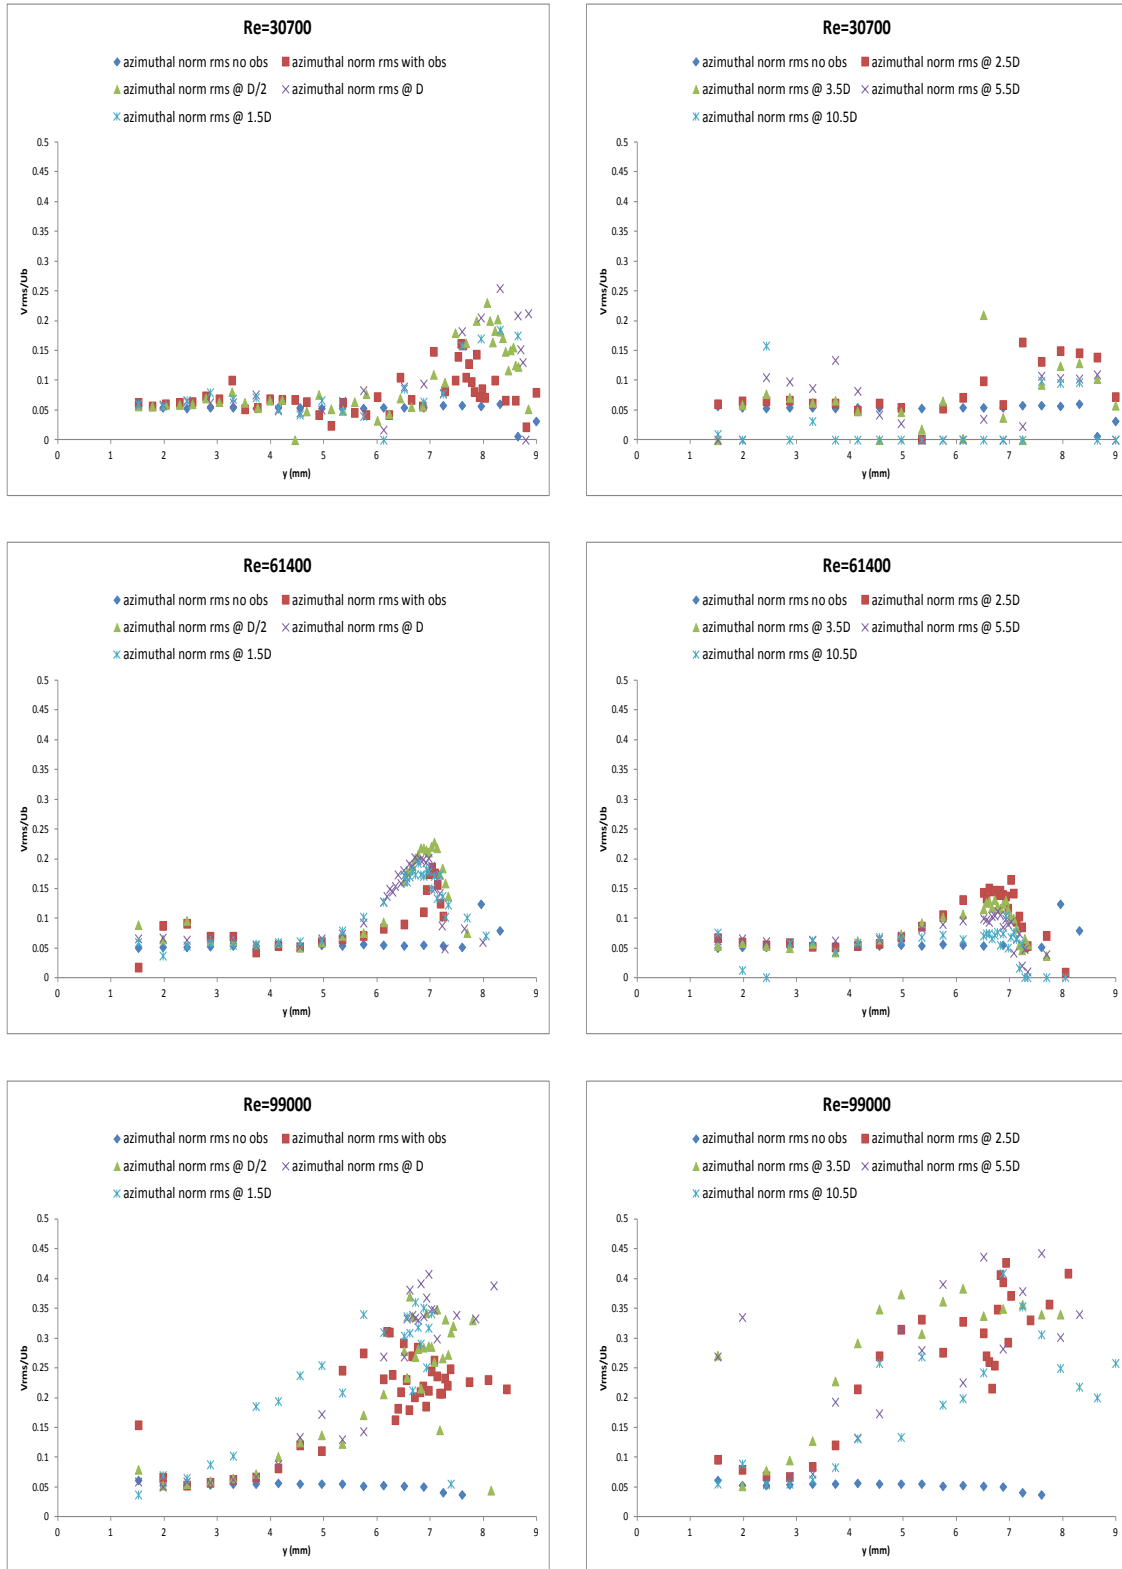 Re=30700
azimuthal norm rms no obs azimuthal norm rms with obs
azimuthal norm rms @ D/2 azimuthal norm rms @ D
azimuthal norm rms @ 1.5D
0.5
0.45
0.4
0.35
0.3
0.25
0.2
0.15
0.1
0.05
0
Vrms/Ub
0 1 2 3 4 5 6 7 8 9
y (mm)
Re=30700
azimuthal norm rms no obs azimuthal norm rms @ 2.5D
azimuthal norm rms @ 3.5D azimuthal norm rms @ 5.5D
azimuthal norm rms @ 10.5D
0.5
0.45
0.4
0.35
0.3
0.25
0.2
0.15
0.1
0.05
0
Vrms/Ub
0 1 2 3 4 5 6 7 8 9
y (mm)
Re=61400
azimuthal norm rms no obs azimuthal norm rms with obs
azimuthal norm rms @ D/2 azimuthal norm rms @ D
azimuthal norm rms @ 1.5D
0.5
0.45
0.4
0.35
0.3
0.25
0.2
0.15
0.1
0.05
0
Vrms/Ub
0 1 2 3 4 5 6 7 8 9
y (mm)
Re=61400
azimuthal norm rms no obs azimuthal norm rms @ 2.5D
azimuthal norm rms @ 3.5D azimuthal norm rms @ 5.5D
azimuthal norm rms @ 10.5D
0.5
0.45
0.4
0.35
0.3
0.25
0.2
0.15
0.1
0.05
0
Vrms/Ub
0 1 2 3 4 5 6 7 8 9
y (mm)
Re=99000
azimuthal norm rms no obs azimuthal norm rms with obs
azimuthal norm rms @ D/2 azimuthal norm rms @ D
azimuthal norm rms @ 1.5D
0.5
0.45
0.4
0.35
0.3
0.25
0.2
0.15
0.1
0.05
0
Vrms/Ub
0 1 2 3 4 5 6 7 8 9
y (mm)
Re=99000
azimuthal norm rms no obs azimuthal norm rms @ 2.5D
azimuthal norm rms @ 3.5D azimuthal norm rms @ 5.5D
azimuthal norm rms @ 10.5D
0.5
0.45
0.4
0.35
0.3
0.25
0.2
0.15
0.1
0.05
0
Vrms/Ub
0 1 2 3 4 5 6 7 8 9
y (mm)